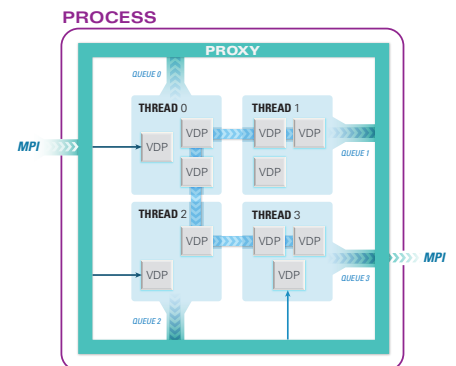 PROCESS
PROXY
QUEUE 0
THREAD 0
THREAD 1
VDP
VDP
VDP
VDP
MPI
VDP
QUEUE 1
VDP
VDP
THREAD 2
THREAD 3
VDP
VDP
VDP
MPI
VDP
VDP
QUEUE 3
QUEUE 2